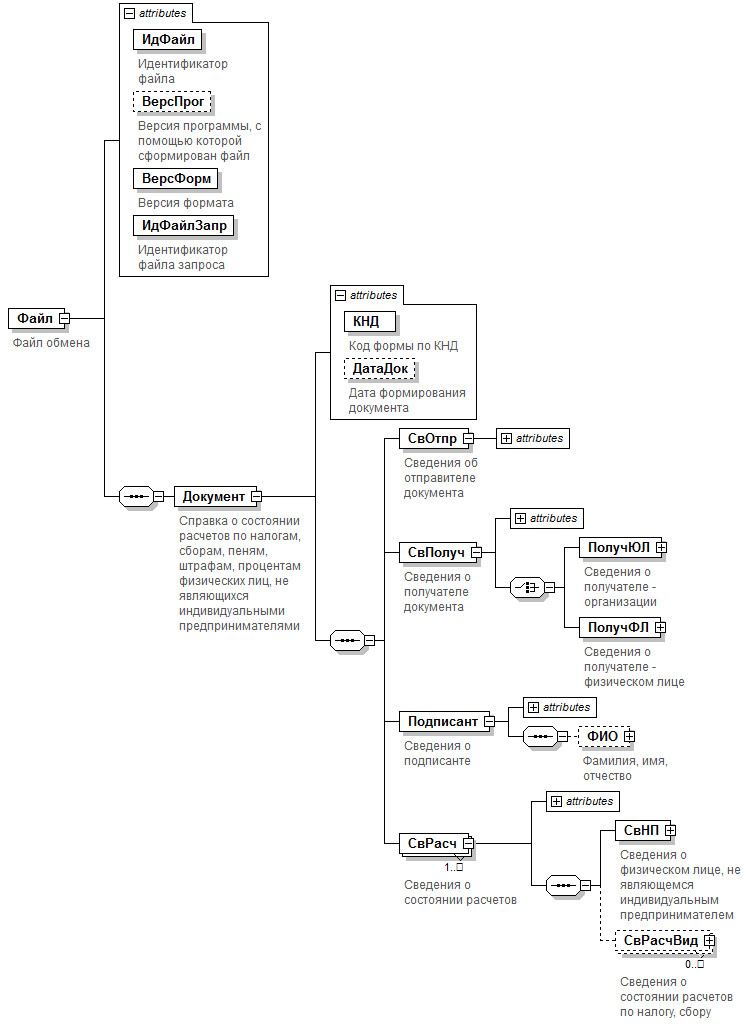 attributes
ИдФайл
Идентификатор
файла
ВерсПрог
Версия программы, с
помощью которой
сформирован файл
ВерсФорм
Версия формата
ИдФайлЗапр
Идентификатор
файла запроса
Файл
Файл обмена
attributes
КНД
Код формы по КНД
ДатаДок
Дата формирования
документа
Документ
Справка о состоянии
расчетов по налогам,
сборам, пеням,
штрафам, процентам
физических лиц, не
являющихся
индивидуальными
предпринимателями
СвОтпр
attributes
Сведения об
отправителе
документа
СвПолуч
attributes
Сведения о
получателе
документа
ПолучЮЛ
Сведения о
получателе -
организации
ПолучФЛ
Сведения о
получателе -
физическом лице
Подписант
attributes
Сведения о
подписанте
ФИО
Фамилия, имя,
отчество
СвРасч
1..□
Сведения о
состоянии расчетов
attributes
СвНП
Сведения о
физическом лице, не
являющемся
индивидуальным
предпринимателем
СвРасчВид
0..□
Сведения о
состоянии расчетов
по налогу, сбору